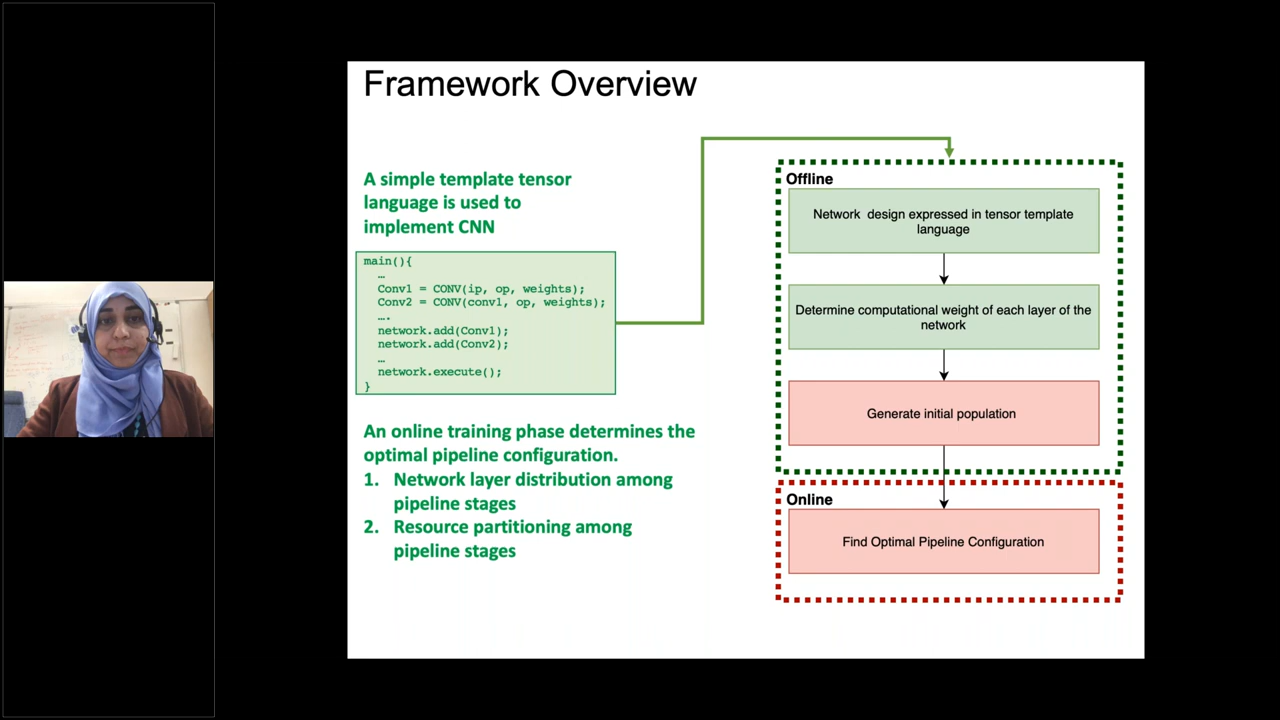 Framework Overview
A simple template tensor
language is used to
implement CNN
main(){
…
Conv1 = CONV(ip, op, weights);
Conv2 = CONV(conv1, op, weights);
….
network.add(Conv1);
network.add(Conv2);
…
network.execute();
}
An online training phase determines the
optimal pipeline configuration.
1. Network layer distribution among
pipeline stages
2. Resource partitioning among
pipeline stages
Offline
Network design expressed in tensor template
language
Determine computational weight of each layer of the
network
Generate initial population
Online
Find Optimal Pipeline Configuration